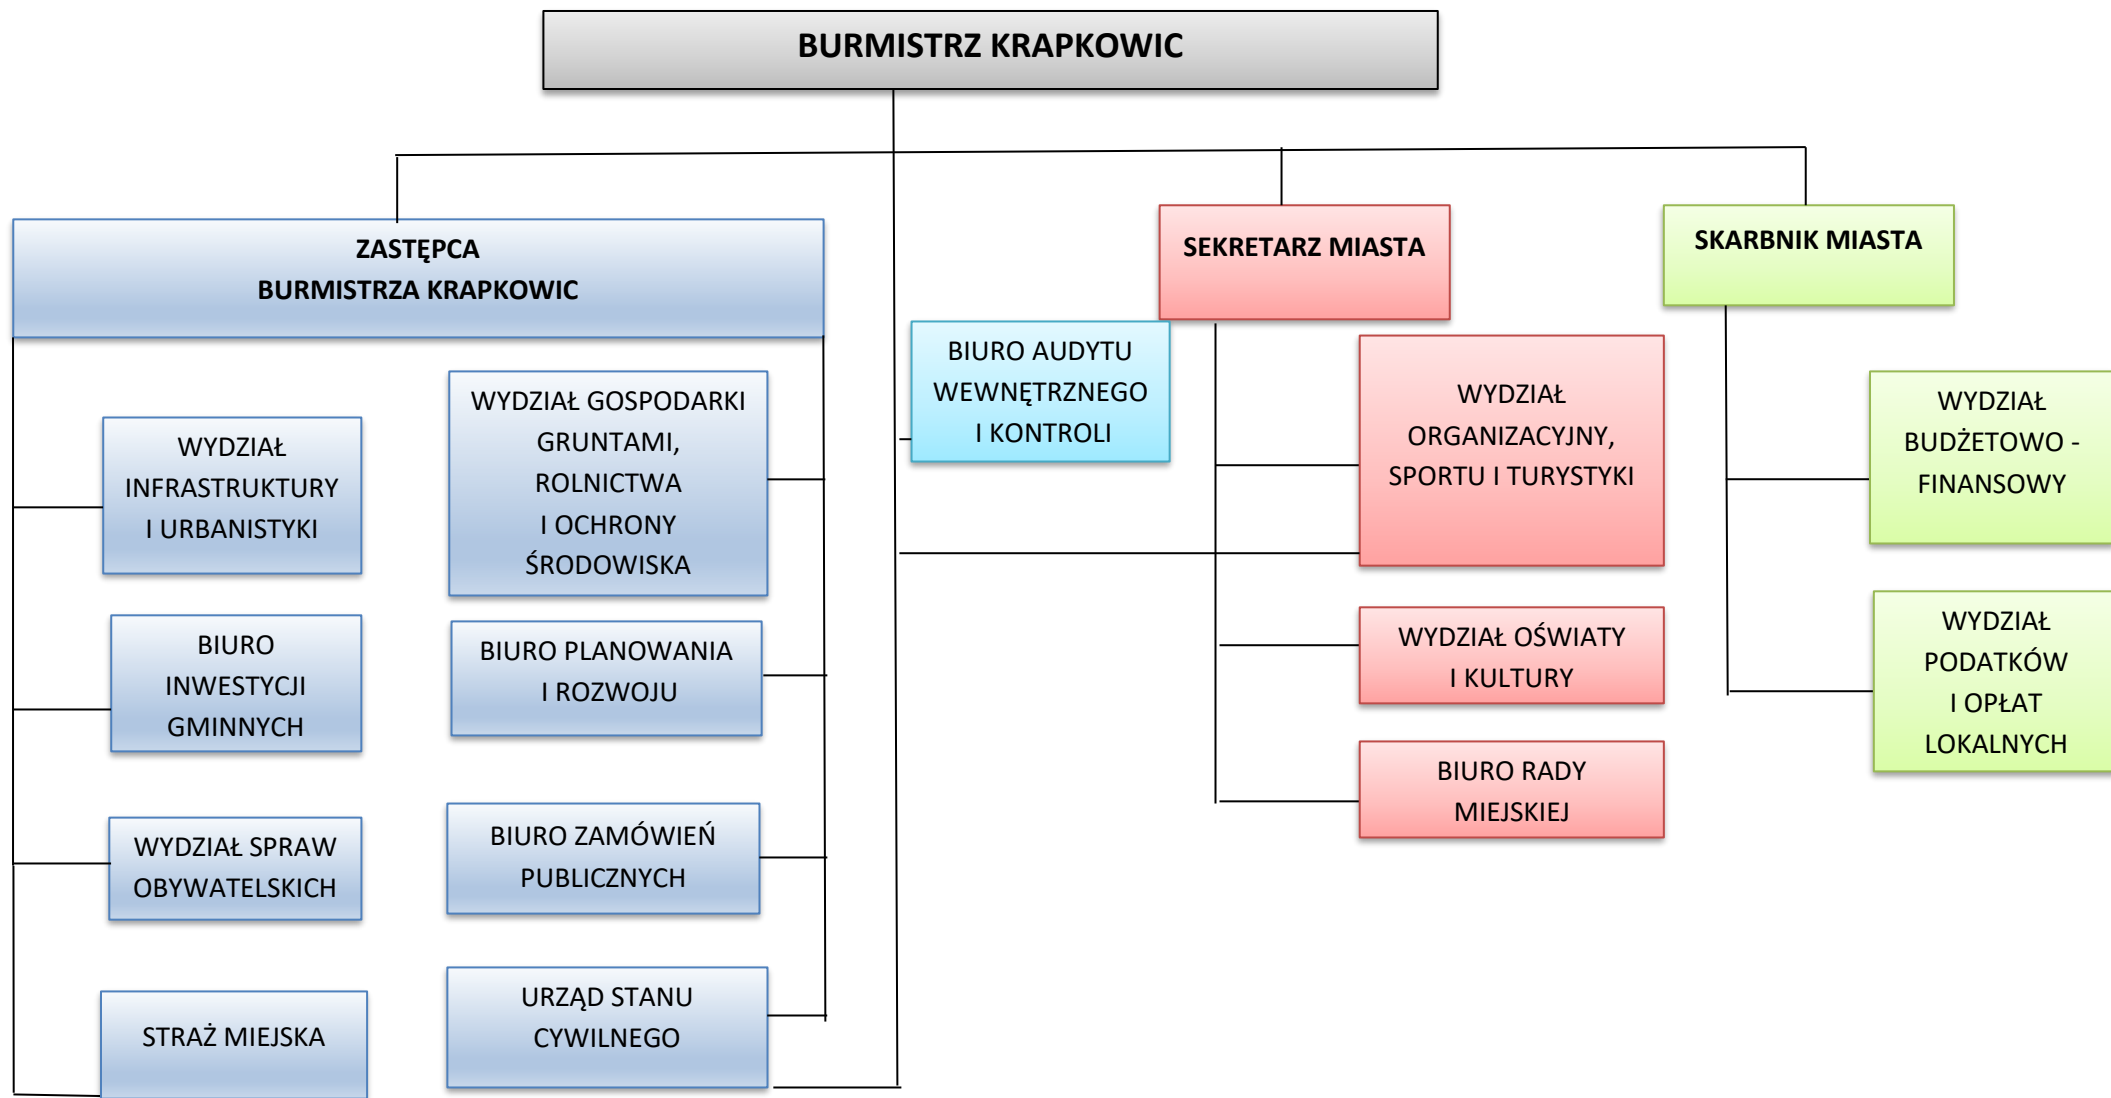 BURMISTRZ KRAPKOWIC
ZASTĘPCA
BURMISTRZA KRAPKOWIC
SEKRETARZ MIASTA
SKARBNIK MIASTA
BIURO AUDYTU
WEWNĘTRZNEGO
I KONTROLI
WYDZIAŁ
INFRASTRUKTURY
I URBANISTYKI
WYDZIAŁ GOSPODARKI
GRUNTAMI,
ROLNICTWA
I OCHRONY
ŚRODOWISKA
WYDZIAŁ
ORGANIZACYJNY,
SPORTU I TURYSTYKI
WYDZIAŁ
BUDŻETOWO -
FINANSOWY
BIURO
INWESTYCJI
GMINNYCH
BIURO PLANOWANIA
I ROZWOJU
WYDZIAŁ OŚWIATY
I KULTURY
WYDZIAŁ
PODATKÓW
I OPŁAT
LOKALNYCH
BIURO RADY
MIEJSKIEJ
WYDZIAŁ SPRAW
OBYWATELSKICH
BIURO ZAMÓWIEŃ
PUBLICZNYCH
STRAŻ MIEJSKA
URZĄD STANU
CYWILNEGO